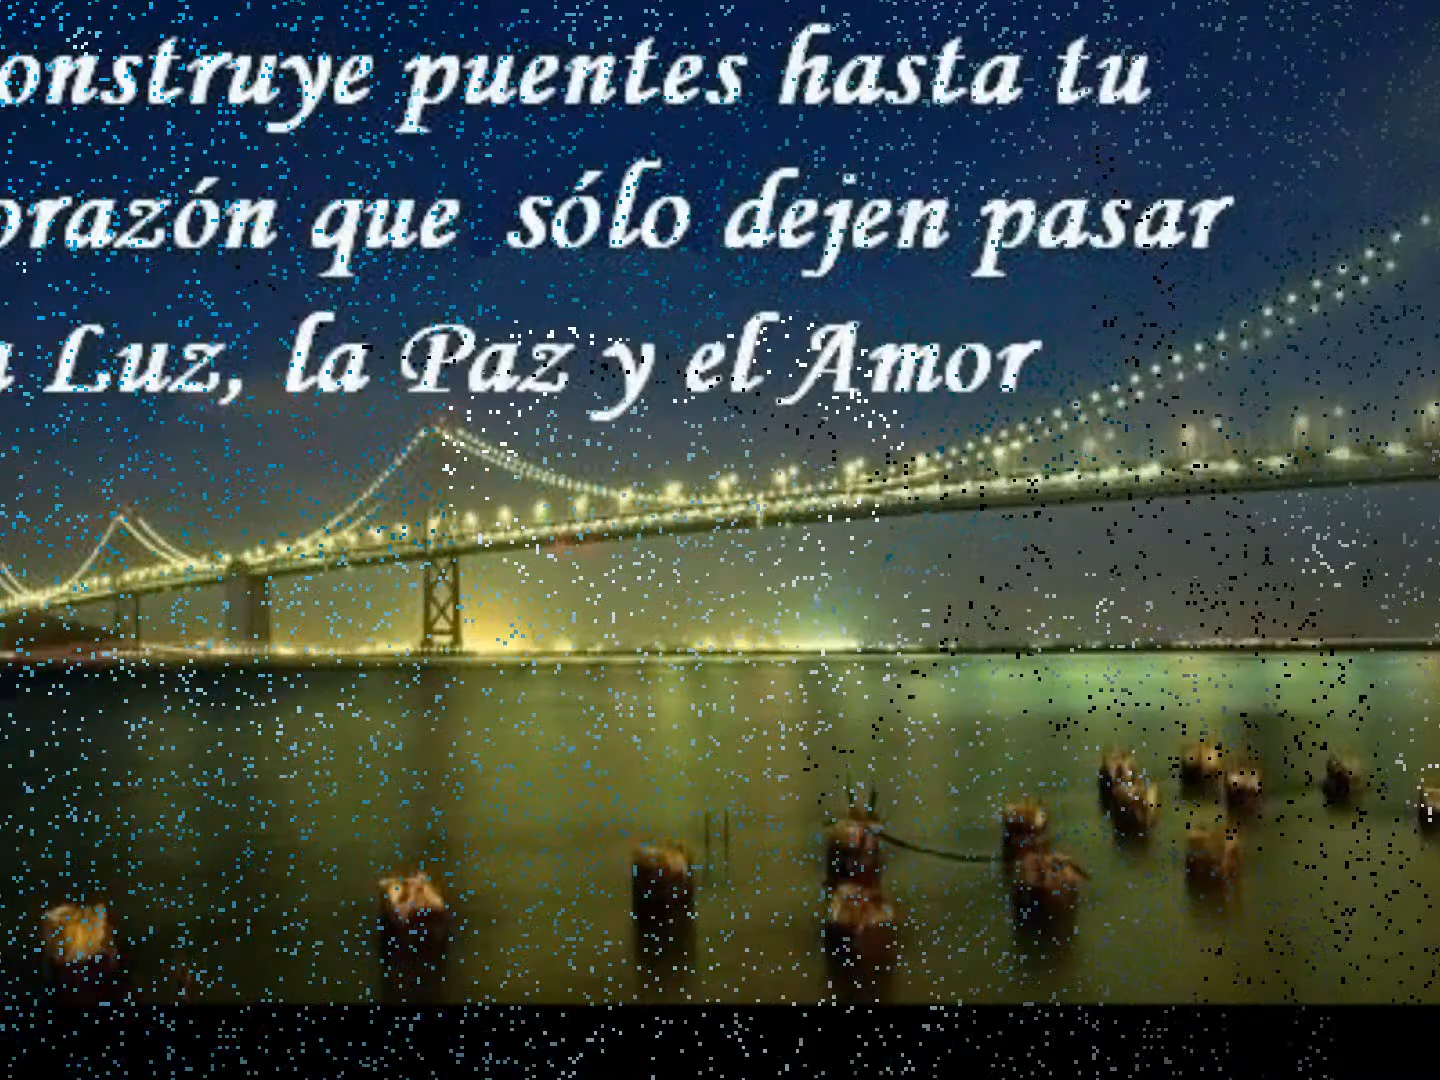 onstruye puentes hasta tu
orazón que sólo dejen pasar
a Luz, la Paz y el Amor